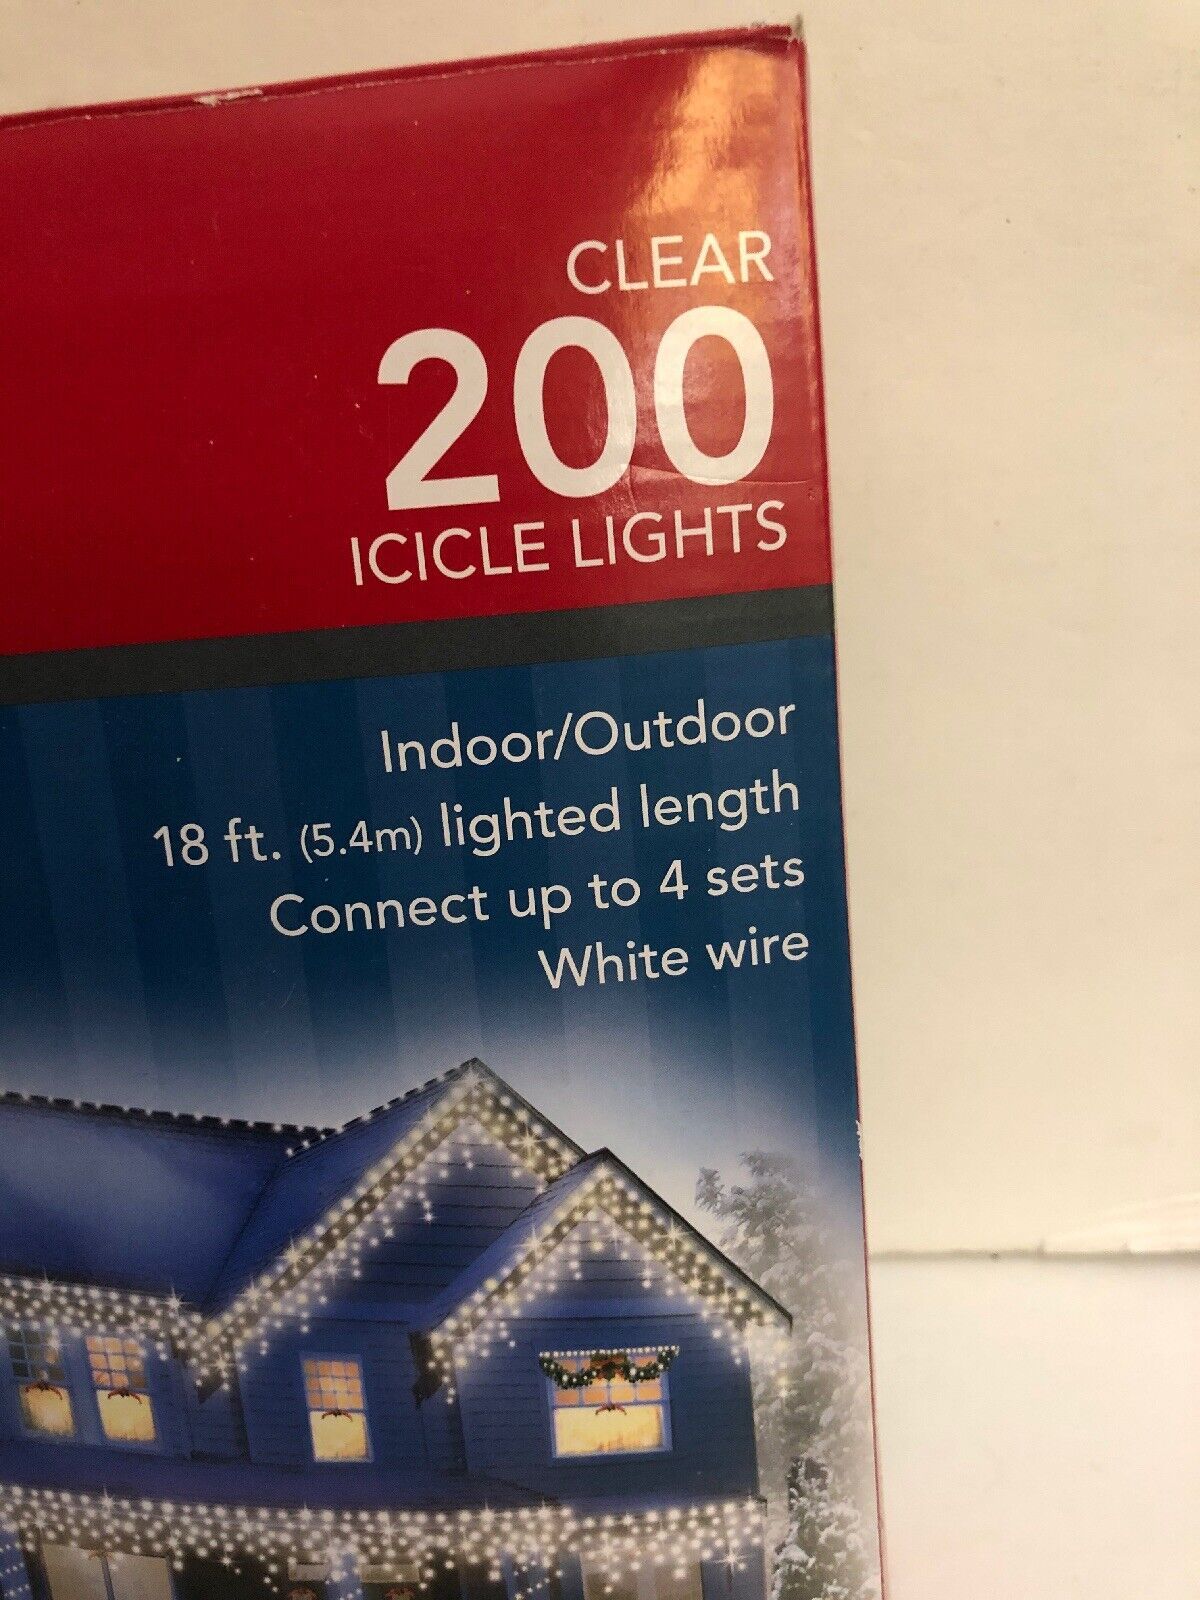 CLEAR
200
ICICLE LIGHTS
Indoor/Outdoor
18 ft. (5.4m) lighted length
Connect up to 4 sets
White wire